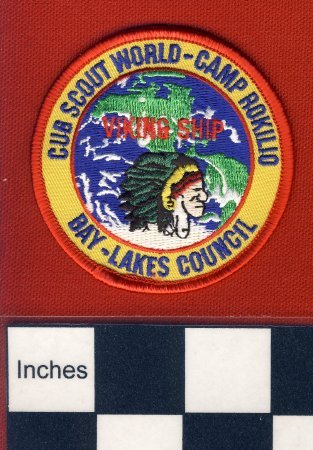 CUB SCOUT WORLD-CAMP ROKILIO
VIKING SHIP
BAY-LAKES COUNCIL
Inches